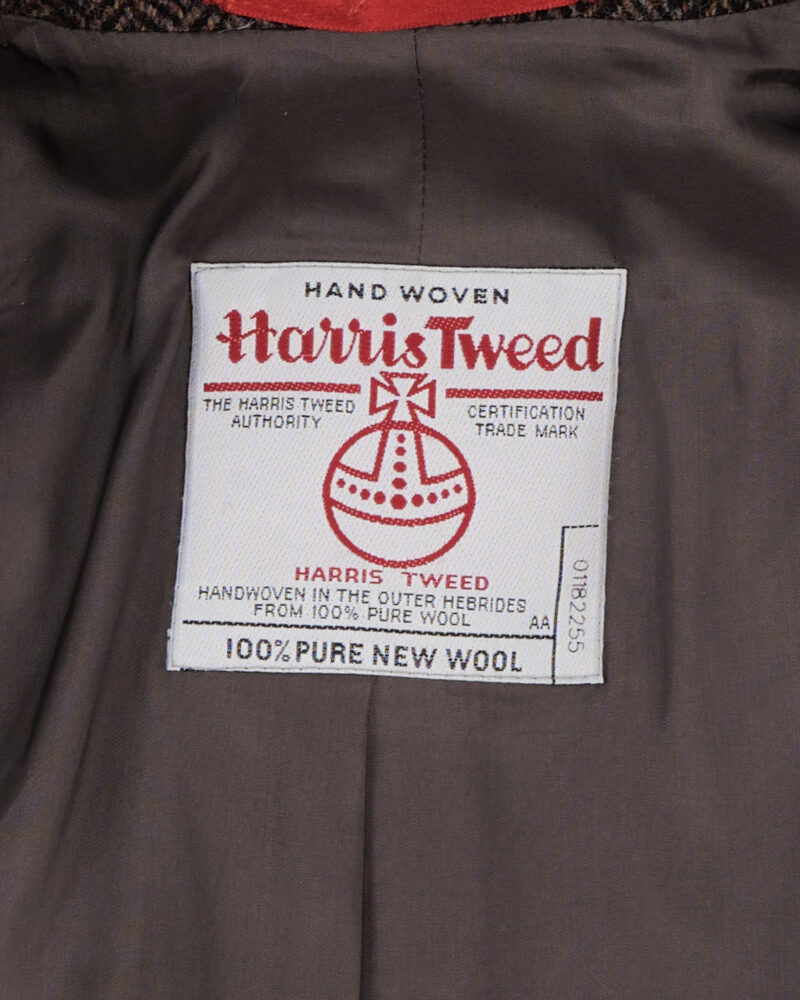 HAND WOVEN
Harris Tweed
THE HARRIS TWEED
AUTHORITY
CERTIFICATION
TRADE MARK
HARRIS TWEED
HANDWOVEN IN THE OUTER HEBRIDES
FROM 100% PURE WOOL
AA
01182255
100% PURE NEW WOOL